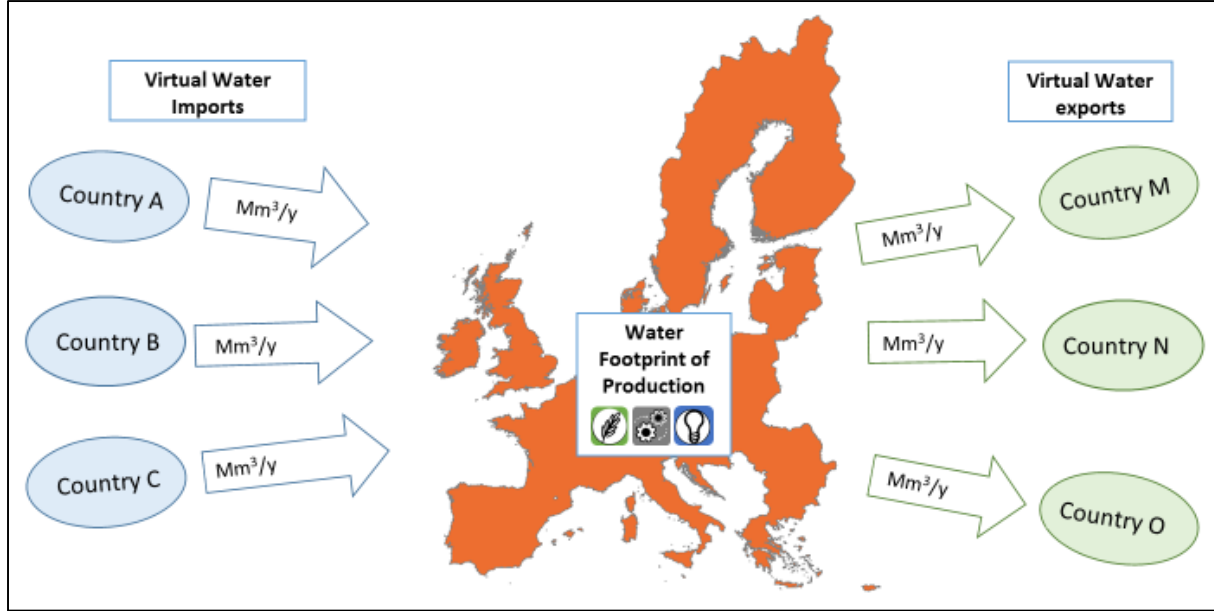 Virtual Water
Imports
Virtual Water
exports
Country A
Mm³/y
Mm³/y
Country M
Country B
Mm³/y
Water
Footprint of
Production
Mm³/y
Country N
Country C
Mm³/y
Mm³/y
Country O